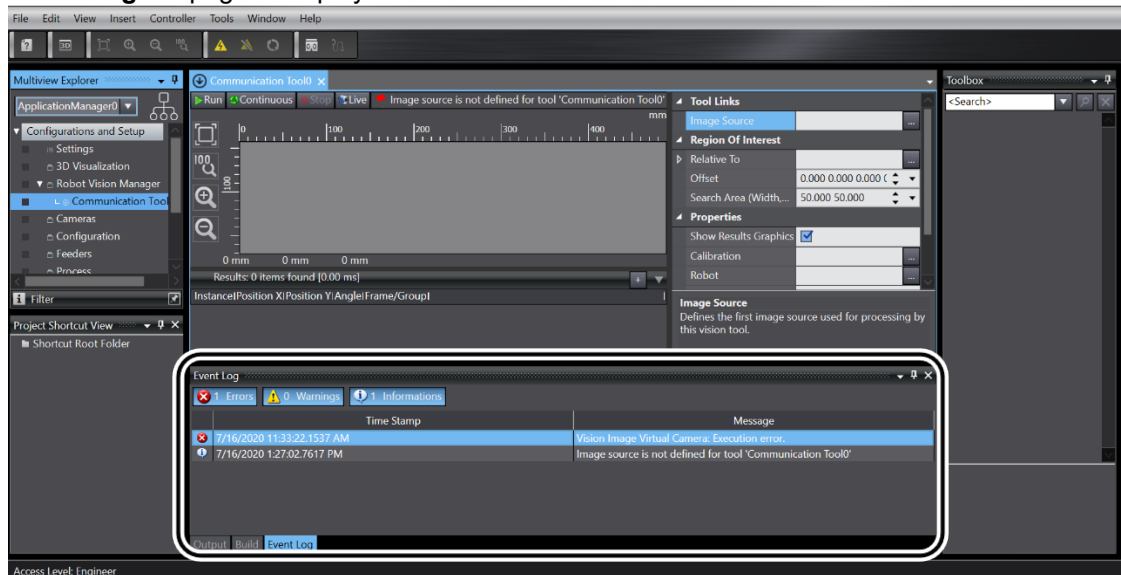 File Edit View Insert Controller Tools Window Help
Multiview Explorer
ApplicationManager0
Configurations and Setup
Settings
3D Visualization
Robot Vision Manager
Communication Tool
Cameras
Configuration
Feeders
Process
Filter
Project Shortcut View
Shortcut Root Folder
Communication Tool0
Run Continuous Stop Live Image source is not defined for tool 'Communication Tool0'
mm
0 100 200 300 400
100
0 mm 0 mm 0 mm
Results: 0 items found [0.00 ms]
Instance|Position X|Position Y|Angle|Frame/Group|
Tool Links
Image Source
Region Of Interest
Relative To
Offset 0.000 0.000 0.000
Search Area (Width,... 50.000 50.000
Properties
Show Results Graphics
Calibration
Robot
Image Source
Defines the first image source used for processing by
this vision tool.
Toolbox
<Search>
Event Log
1 Errors 0 Warnings 1 Informations
Time Stamp Message
7/16/2020 11:33:22.1537 AM Vision Image Virtual Camera: Execution error.
7/16/2020 1:27:02.7617 PM Image source is not defined for tool 'Communication Tool0'
Output Build Event Log
Access Level: Engineer